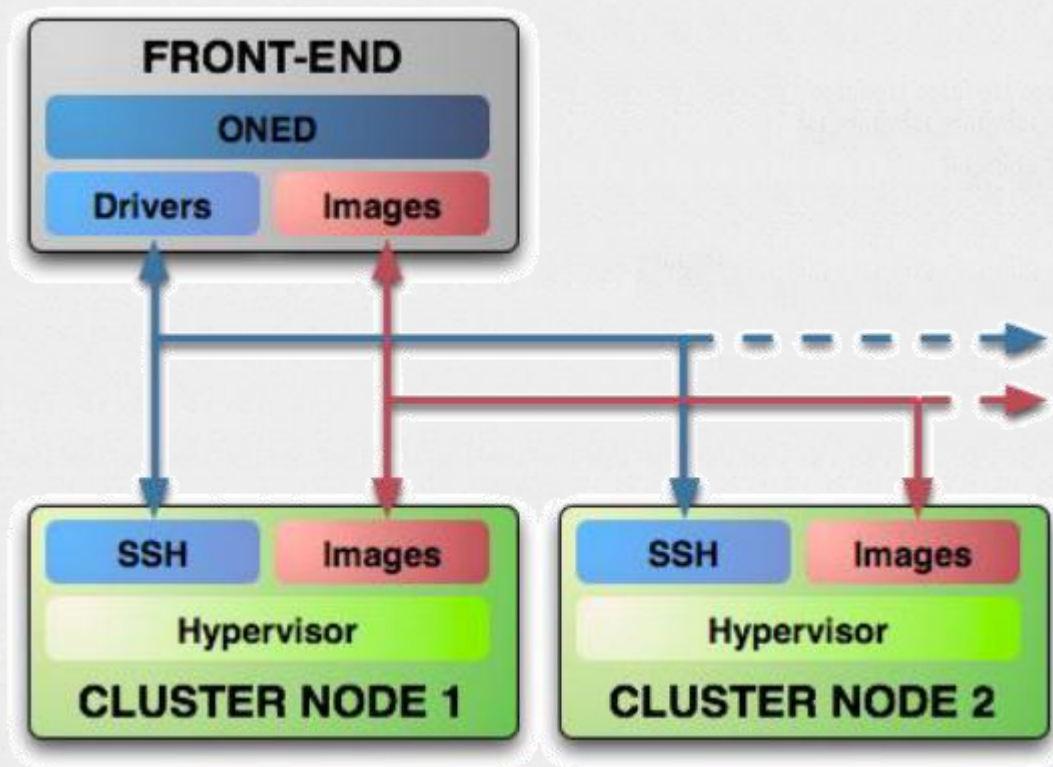 FRONT-END
ONED
Drivers Images
SSH Images
Hypervisor
CLUSTER NODE 1
SSH Images
Hypervisor
CLUSTER NODE 2